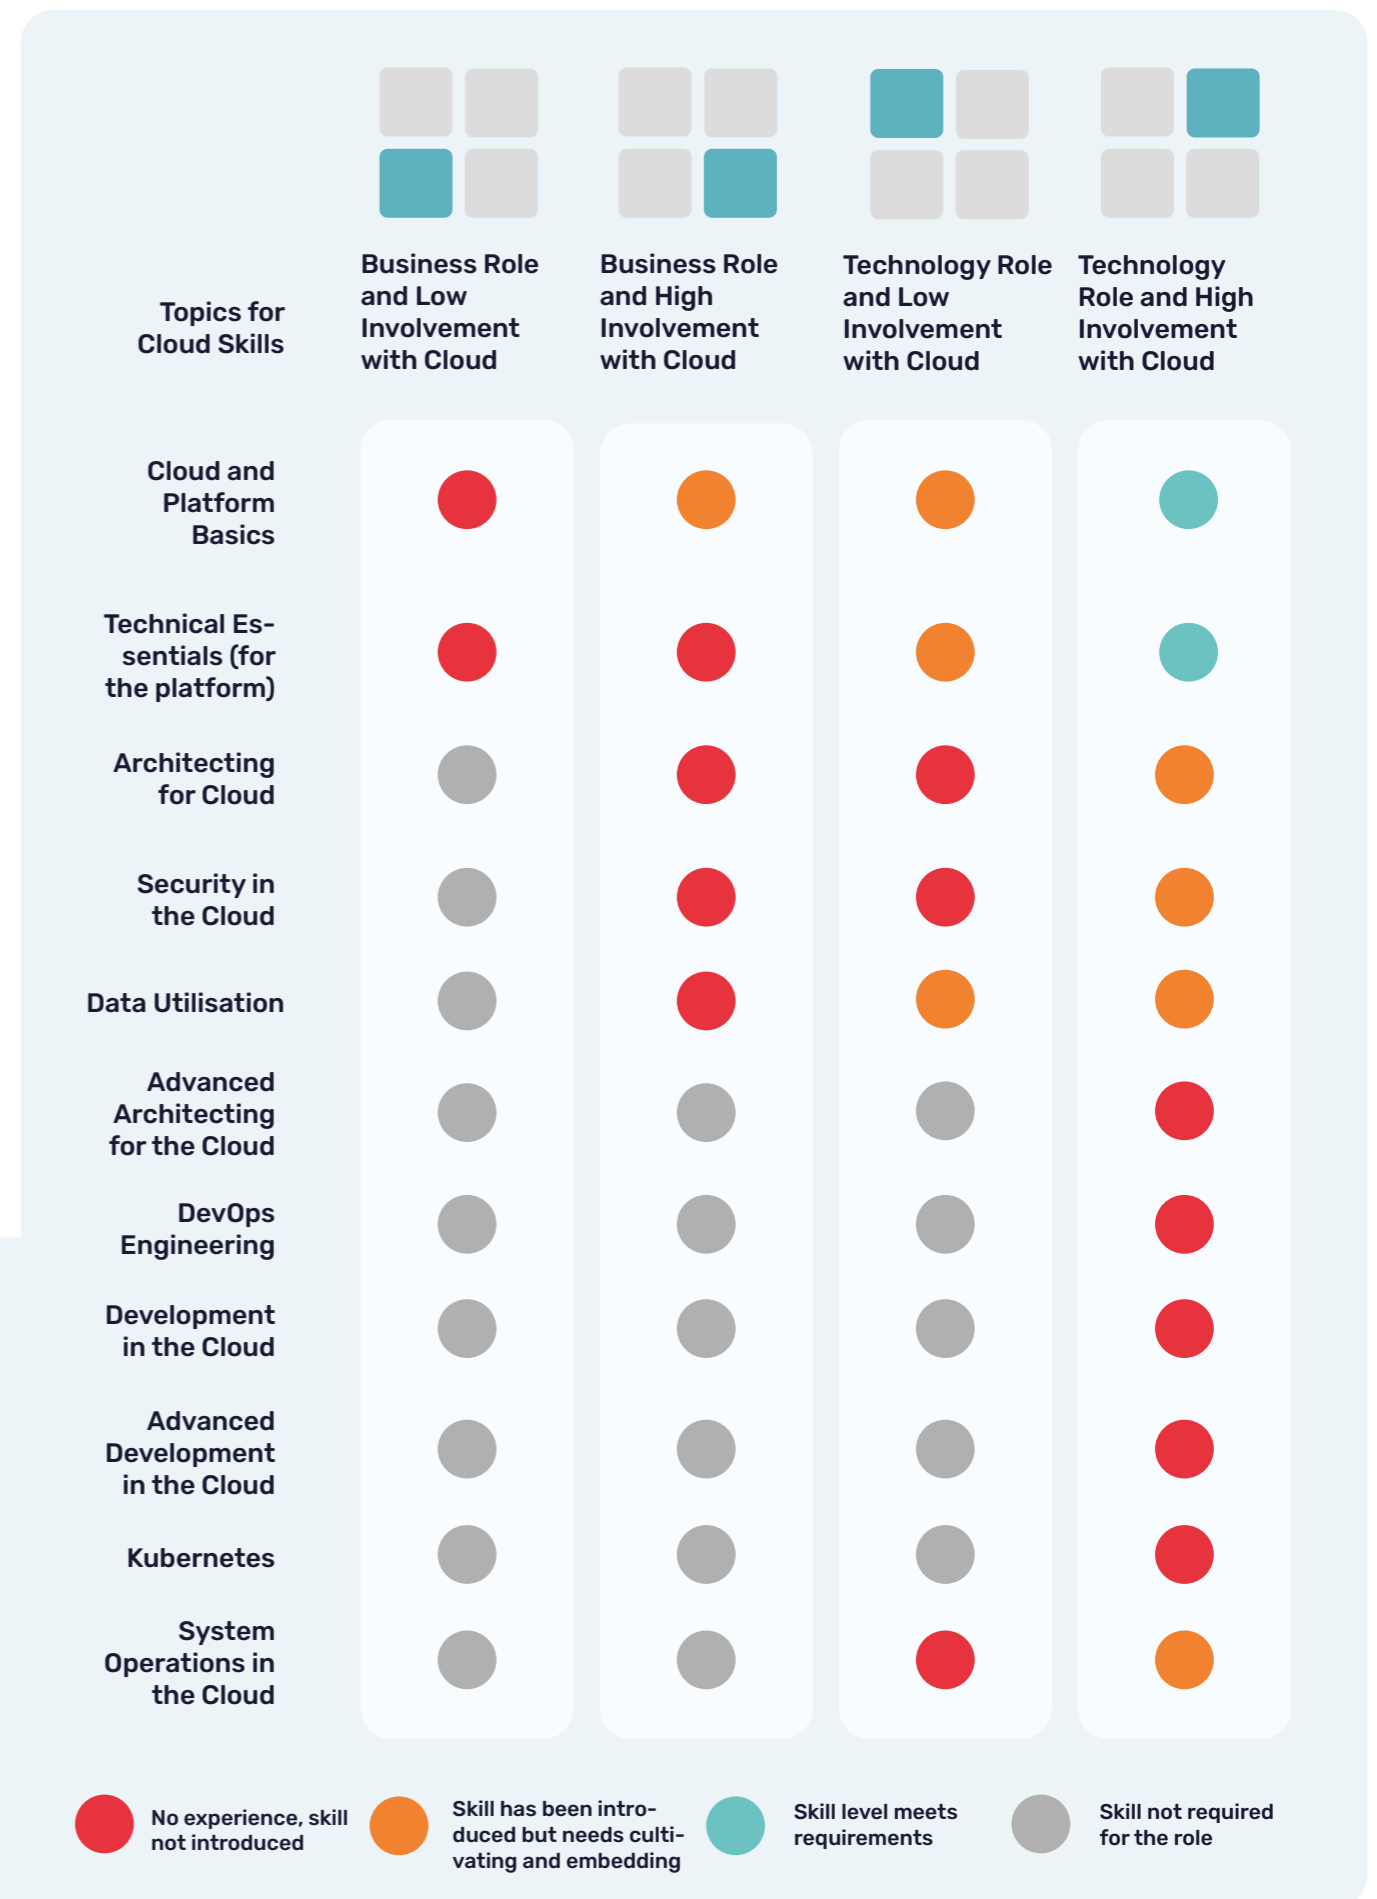 Topics for
Cloud Skills
Business Role
and Low
Involvement
with Cloud
Business Role
and High
Involvement
with Cloud
Technology Role
and Low
Involvement
with Cloud
Technology
Role and High
Involvement
with Cloud
Cloud and
Platform
Basics
Technical Es-
sentials (for
the platform)
Architecting
for Cloud
Security in
the Cloud
Data Utilisation
Advanced
Architecting
for the Cloud
DevOps
Engineering
Development
in the Cloud
Advanced
Development
in the Cloud
Kubernetes
System
Operations in
the Cloud
No experience, skill
not introduced
Skill has been intro-
duced but needs culti-
vating and embedding
Skill level meets
requirements
Skill not required
for the role